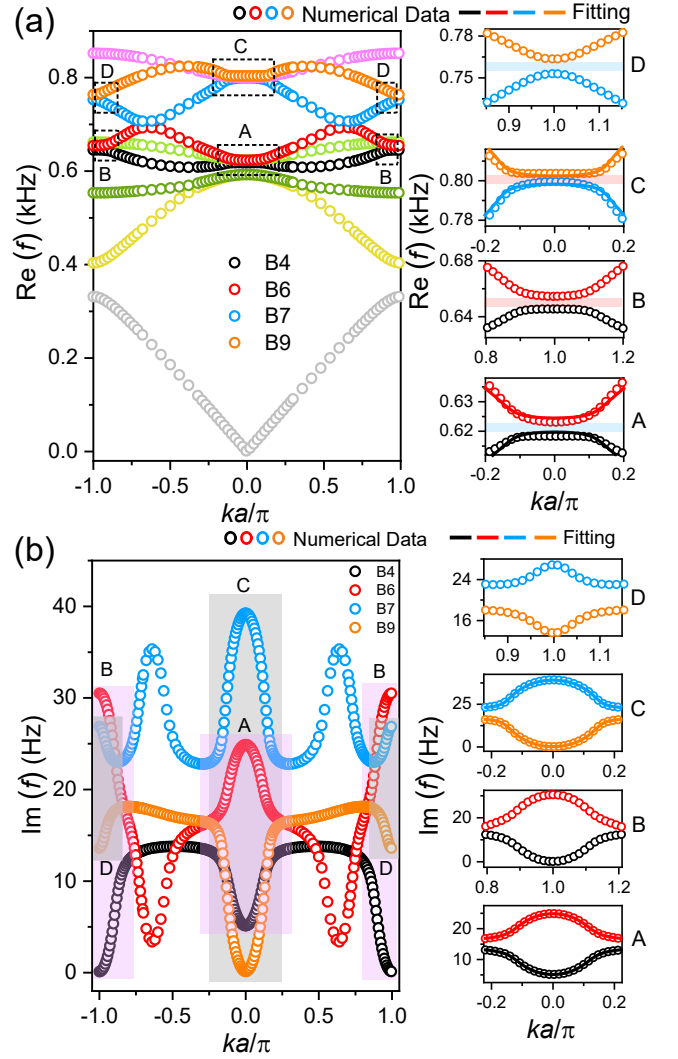 (a)
Numerical Data
Fitting
Re (f) (kHz)
0.8
0.6
0.4
0.2
0.0
C
D
D
A
B
B
B4
B6
B7
B9
-1.0
-0.5
0.0
0.5
1.0
ka/π
Re (f) (kHz)
0.78
0.75
D
0.9
1.0
1.1
0.80
0.78
C
-0.2
0.0
0.2
0.68
0.64
B
0.8
1.0
1.2
0.63
0.62
A
-0.2
0.0
0.2
ka/π
(b)
Numerical Data
Fitting
Im (f) (Hz)
40
30
20
10
0
C
B
B
A
D
D
B4
B6
B7
B9
-1.0
-0.5
0.0
0.5
1.0
ka/π
Im (f) (Hz)
24
16
D
0.9
1.0
1.1
25
0
C
-0.2
0.0
0.2
20
0
B
0.8
1.0
1.2
20
10
A
-0.2
0.0
0.2
ka/π